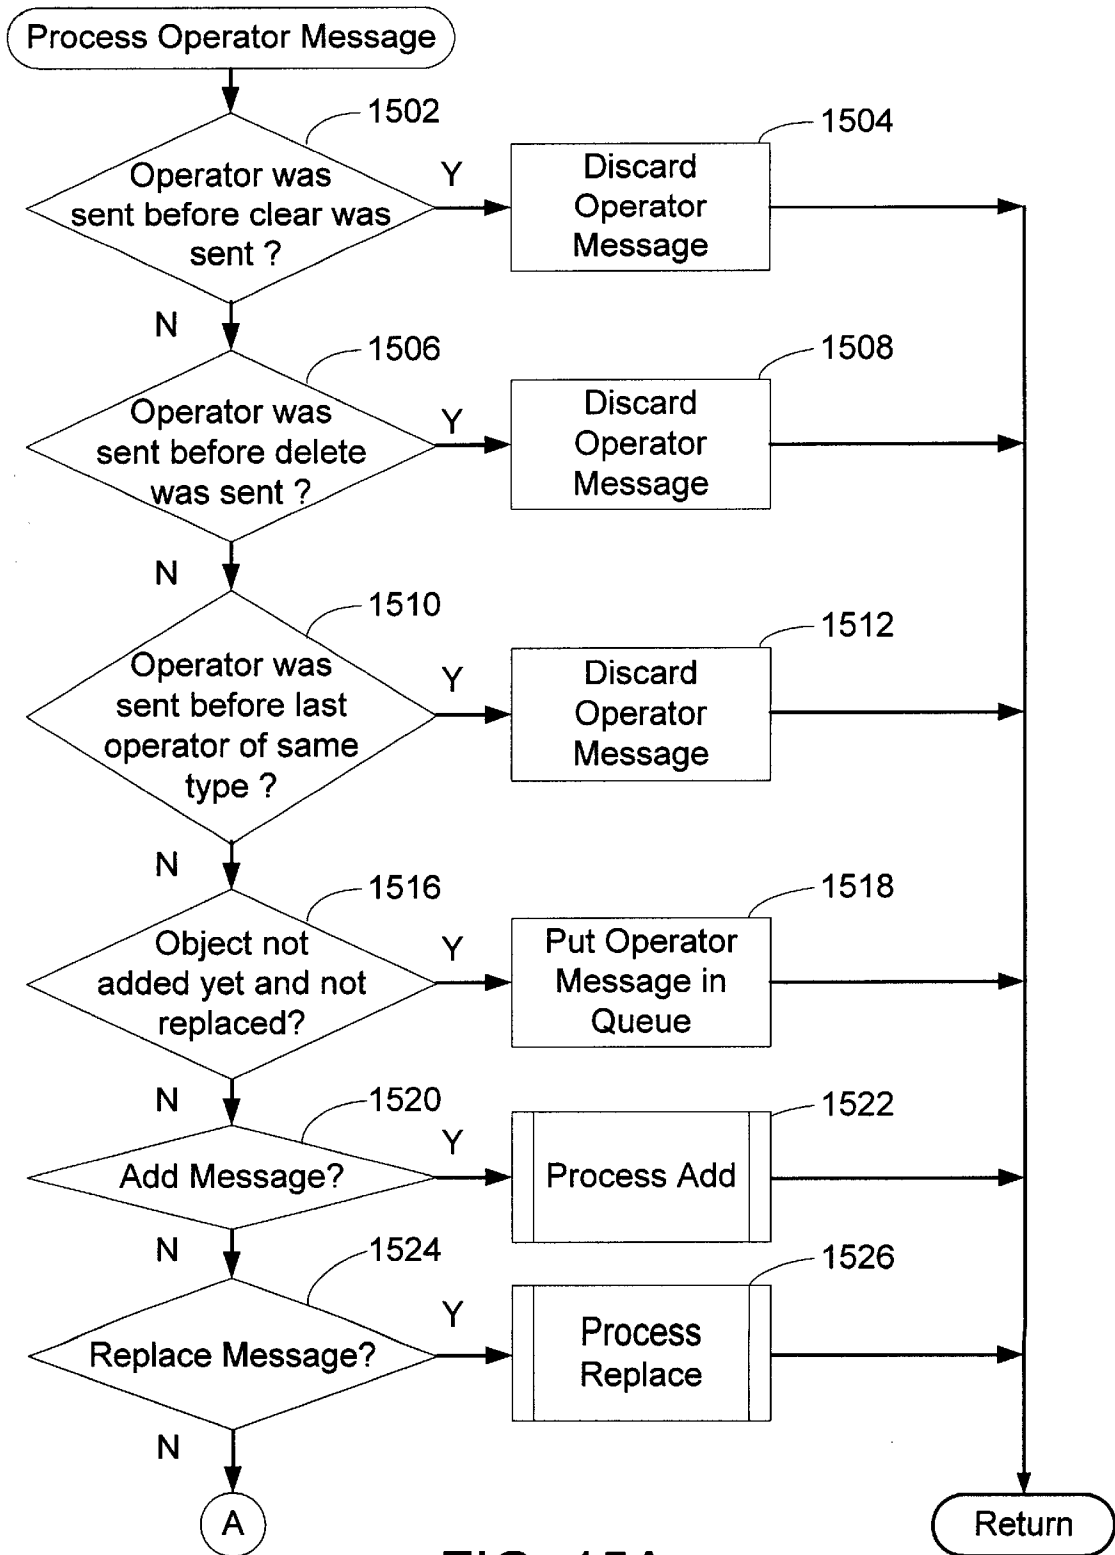 Process Operator Message
1502
Operator was
sent before clear was
sent ?
Y
1504
Discard
Operator
Message
N
1506
Operator was
sent before delete
was sent ?
Y
1508
Discard
Operator
Message
N
1510
Operator was
sent before last
operator of same
type ?
Y
1512
Discard
Operator
Message
N
1516
Object not
added yet and not
replaced?
Y
1518
Put Operator
Message in
Queue
N
1520
Add Message?
Y
1522
Process Add
N
1524
Replace Message?
Y
1526
Process
Replace
N
A
Return
FIG. 15A